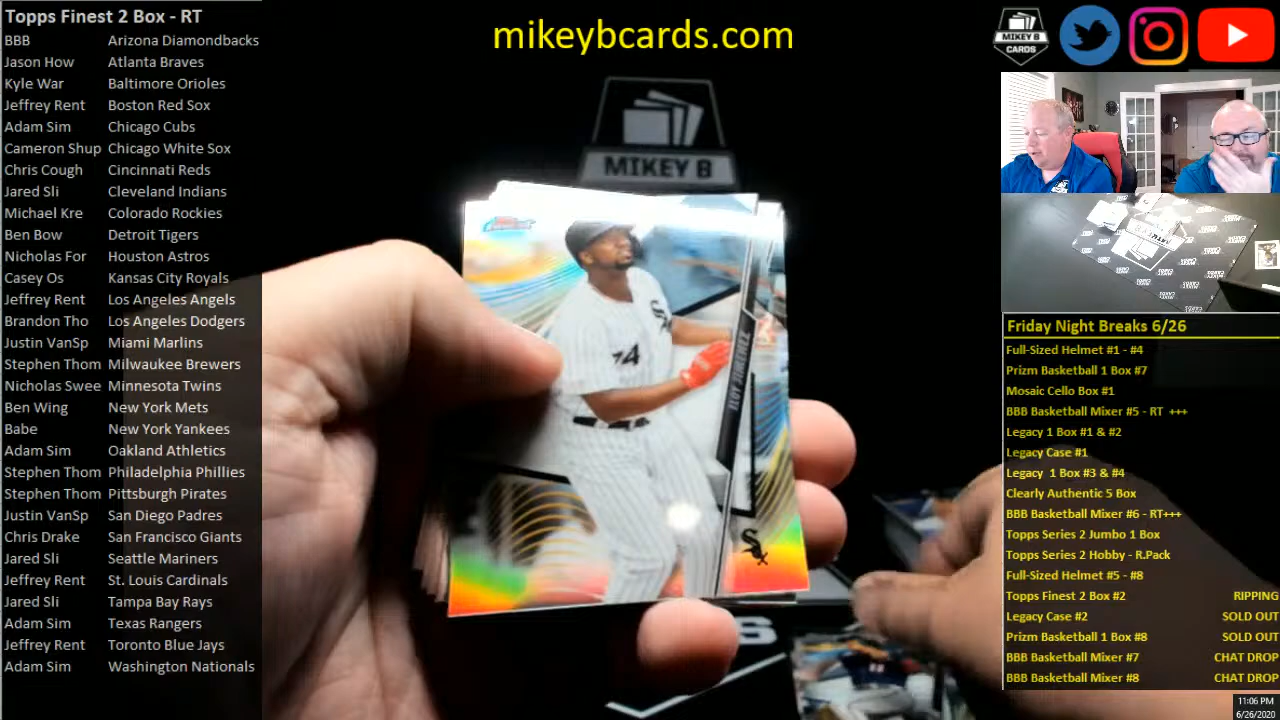 Topps Finest 2 Box - RT
BBB Arizona Diamondbacks
Jason How Atlanta Braves
Kyle War Baltimore Orioles
Jeffrey Rent Boston Red Sox
Adam Sim Chicago Cubs
Cameron Shup Chicago White Sox
Chris Cough Cincinnati Reds
Jared Sli Cleveland Indians
Michael Kre Colorado Rockies
Ben Bow Detroit Tigers
Nicholas For Houston Astros
Casey Os Kansas City Royals
Jeffrey Rent Los Angeles Angels
Brandon Tho Los Angeles Dodgers
Justin VanSp Miami Marlins
Stephen Thom Milwaukee Brewers
Nicholas Swee Minnesota Twins
Ben Wing New York Mets
Babe New York Yankees
Adam Sim Oakland Athletics
Stephen Thom Philadelphia Phillies
Stephen Thom Pittsburgh Pirates
Justin VanSp San Diego Padres
Chris Drake San Francisco Giants
Jared Sli Seattle Mariners
Jeffrey Rent St. Louis Cardinals
Jared Sli Tampa Bay Rays
Adam Sim Texas Rangers
Jeffrey Rent Toronto Blue Jays
Adam Sim Washington Nationals
mikeybcards.com
MIKEY B
74
ELOY JIMENEZ
MIKEY B
CARDS
Friday Night Breaks 6/26
Full-Sized Helmet #1 - #4
Prizm Basketball 1 Box #7
Mosaic Cello Box #1
BBB Basketball Mixer #5 - RT +++
Legacy 1 Box #1 & #2
Legacy Case #1
Legacy 1 Box #3 & #4
Clearly Authentic 5 Box
BBB Basketball Mixer #6 - RT+++
Topps Series 2 Jumbo 1 Box
Topps Series 2 Hobby - R.Pack
Full-Sized Helmet #5 - #8
Topps Finest 2 Box #2 RIPPING
Legacy Case #2 SOLD OUT
Prizm Basketball 1 Box #8 SOLD OUT
BBB Basketball Mixer #7 CHAT DROP
BBB Basketball Mixer #8 CHAT DROP
11:06 PM
6/26/2020